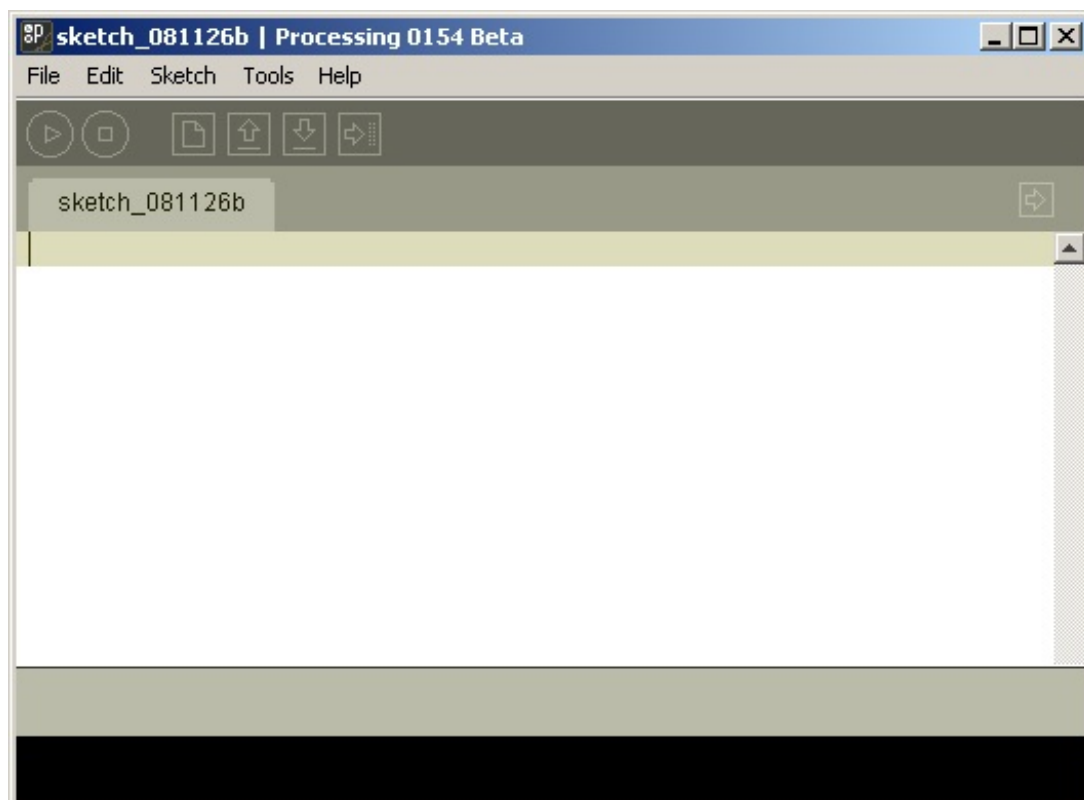 sketch_081126b | Processing 0154 Beta
File Edit Sketch Tools Help
sketch_081126b